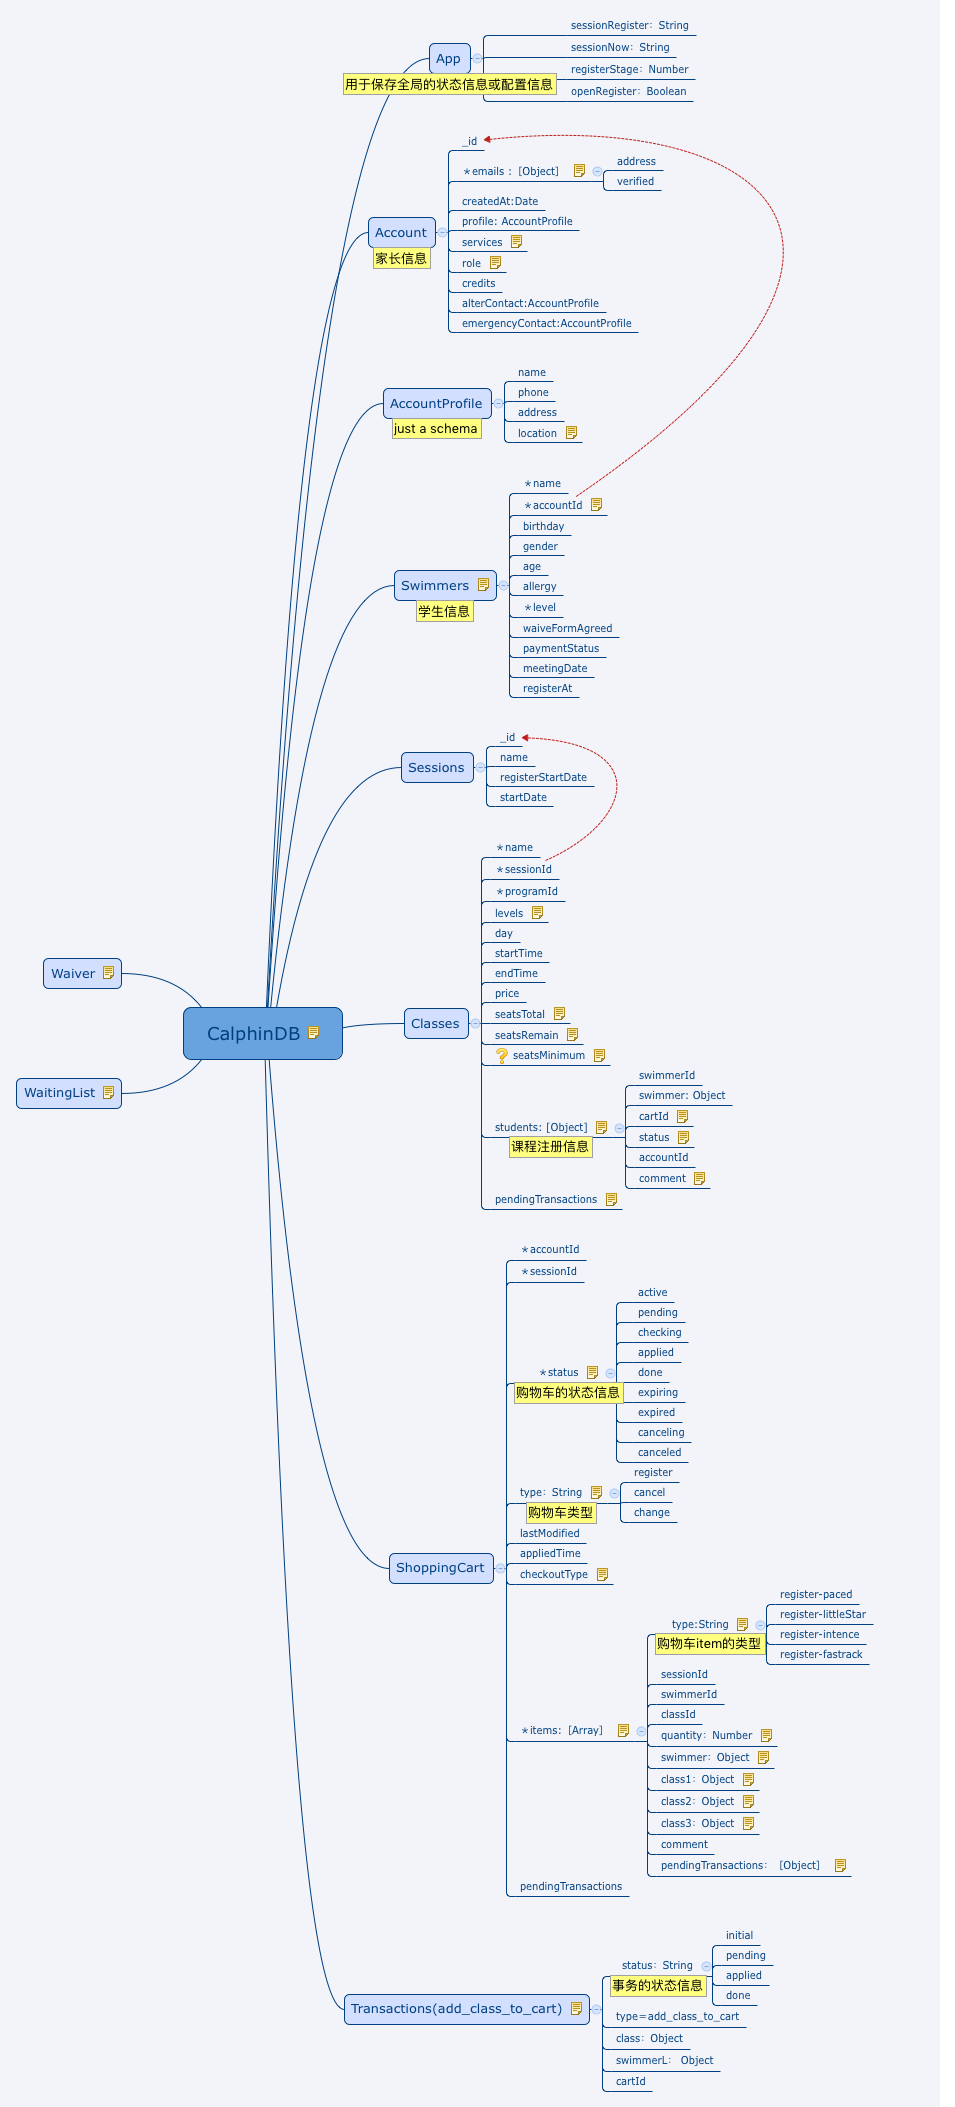 sessionRegister: String
sessionNow: String
App
registerStage: Number
用于保存全局的状态信息或配置信息
openRegister: Boolean
_id
*emails : [Object]
address
verified
createdAt:Date
profile: AccountProfile
Account
services
家长信息
role
credits
alterContact:AccountProfile
emergencyContact:AccountProfile
name
phone
AccountProfile
address
just a schema
location
*name
*accountId
birthday
gender
age
Swimmers
allergy
学生信息
*level
waiveFormAgreed
paymentStatus
meetingDate
registerAt
_id
name
Sessions
registerStartDate
startDate
*name
*sessionId
*programId
levels
day
startTime
endTime
Waiver
price
seatsTotal
Classes
CalphinDB
seatsRemain
seatsMinimum
WaitingList
swimmerId
swimmer: Object
cartId
students: [Object]
status
课程注册信息
accountId
comment
pendingTransactions
*accountId
*sessionId
active
pending
checking
applied
*status
done
购物车的状态信息
expiring
expired
canceling
canceled
register
type: String
cancel
购物车类型
change
lastModified
appliedTime
ShoppingCart
checkoutType
register-paced
register-littleStar
type:String
register-intence
购物车item的类型
register-fastrack
sessionId
swimmerId
classId
*items: [Array]
quantity: Number
swimmer: Object
class1: Object
class2: Object
class3: Object
comment
pendingTransactions: [Object]
pendingTransactions
initial
pending
status: String
applied
事务的状态信息
done
Transactions(add_class_to_cart)
type=add_class_to_cart
class: Object
swimmerL: Object
cartId